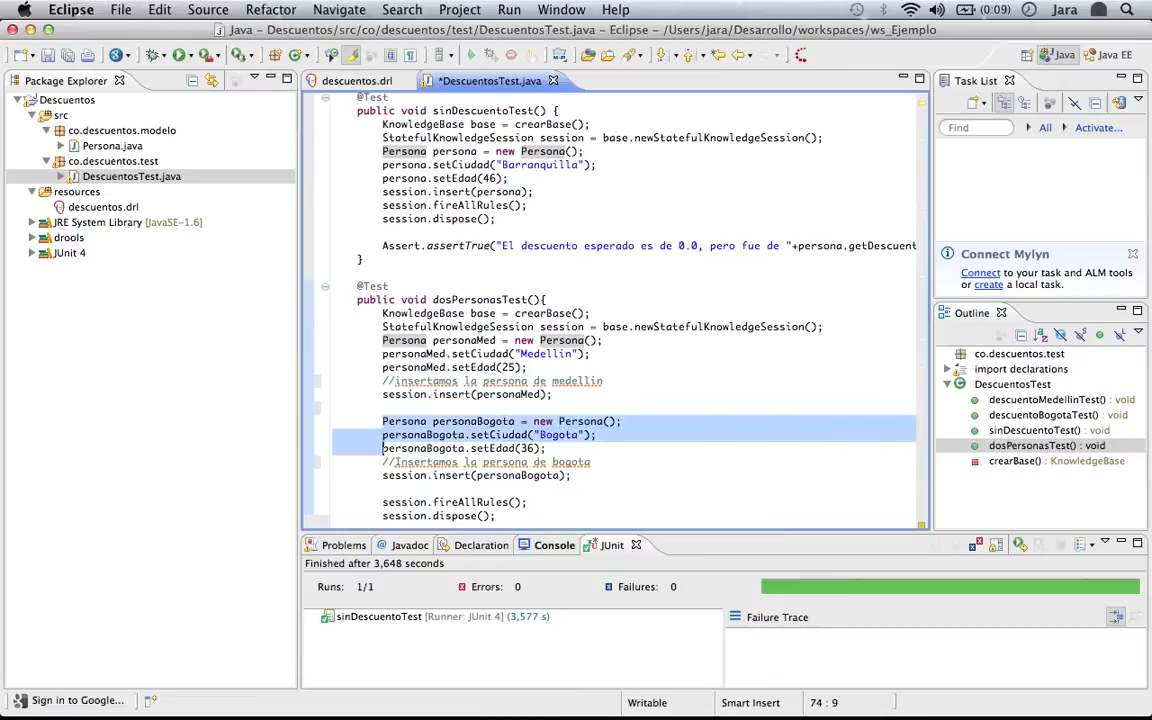 Eclipse File Edit Source Refactor Navigate Search Project Run Window Help (0:09) Jara
Java – Descuentos/src/co/descuentos/test/DescuentosTest.java – Eclipse – /Users/jara/Desarrollo/workspaces/ws_Ejemplo
Java Java EE
Package Explorer
Descuentos
src
co.descuentos.modelo
Persona.java
co.descuentos.test
DescuentosTest.java
resources
descuentos.drl
JRE System Library [JavaSE-1.6]
drools
JUnit 4
descuentos.drl *DescuentosTest.java
@Test
public void sinDescuentoTest() {
KnowledgeBase base = crearBase();
StatefulKnowledgeSession session = base.newStatefulKnowledgeSession();
Persona persona = new Persona();
persona.setCiudad("Barranquilla");
persona.setEdad(46);
session.insert(persona);
session.fireAllRules();
session.dispose();
Assert.assertTrue("El descuento esperado es de 0.0, pero fue de "+persona.getDescuent
}
@Test
public void dosPersonasTest(){
KnowledgeBase base = crearBase();
StatefulKnowledgeSession session = base.newStatefulKnowledgeSession();
Persona personaMed = new Persona();
personaMed.setCiudad("Medellin");
personaMed.setEdad(25);
//insertamos la persona de medellin
session.insert(personaMed);
Persona personaBogota = new Persona();
personaBogota.setCiudad("Bogota");
personaBogota.setEdad(36);
//Insertamos la persona de bogota
session.insert(personaBogota);
session.fireAllRules();
session.dispose();
Task List
Find All Activate...
Connect Mylyn
Connect to your task and ALM tools
or create a local task.
Outline
co.descuentos.test
import declarations
DescuentosTest
descuentoMedellinTest() : void
descuentoBogotaTest() : void
sinDescuentoTest() : void
dosPersonasTest() : void
crearBase() : KnowledgeBase
Problems @ Javadoc Declaration Console JUnit
Finished after 3,648 seconds
Runs: 1/1 Errors: 0 Failures: 0
sinDescuentoTest [Runner: JUnit 4] (3,577 s)
Failure Trace
Sign in to Google...
Writable Smart Insert 74 : 9